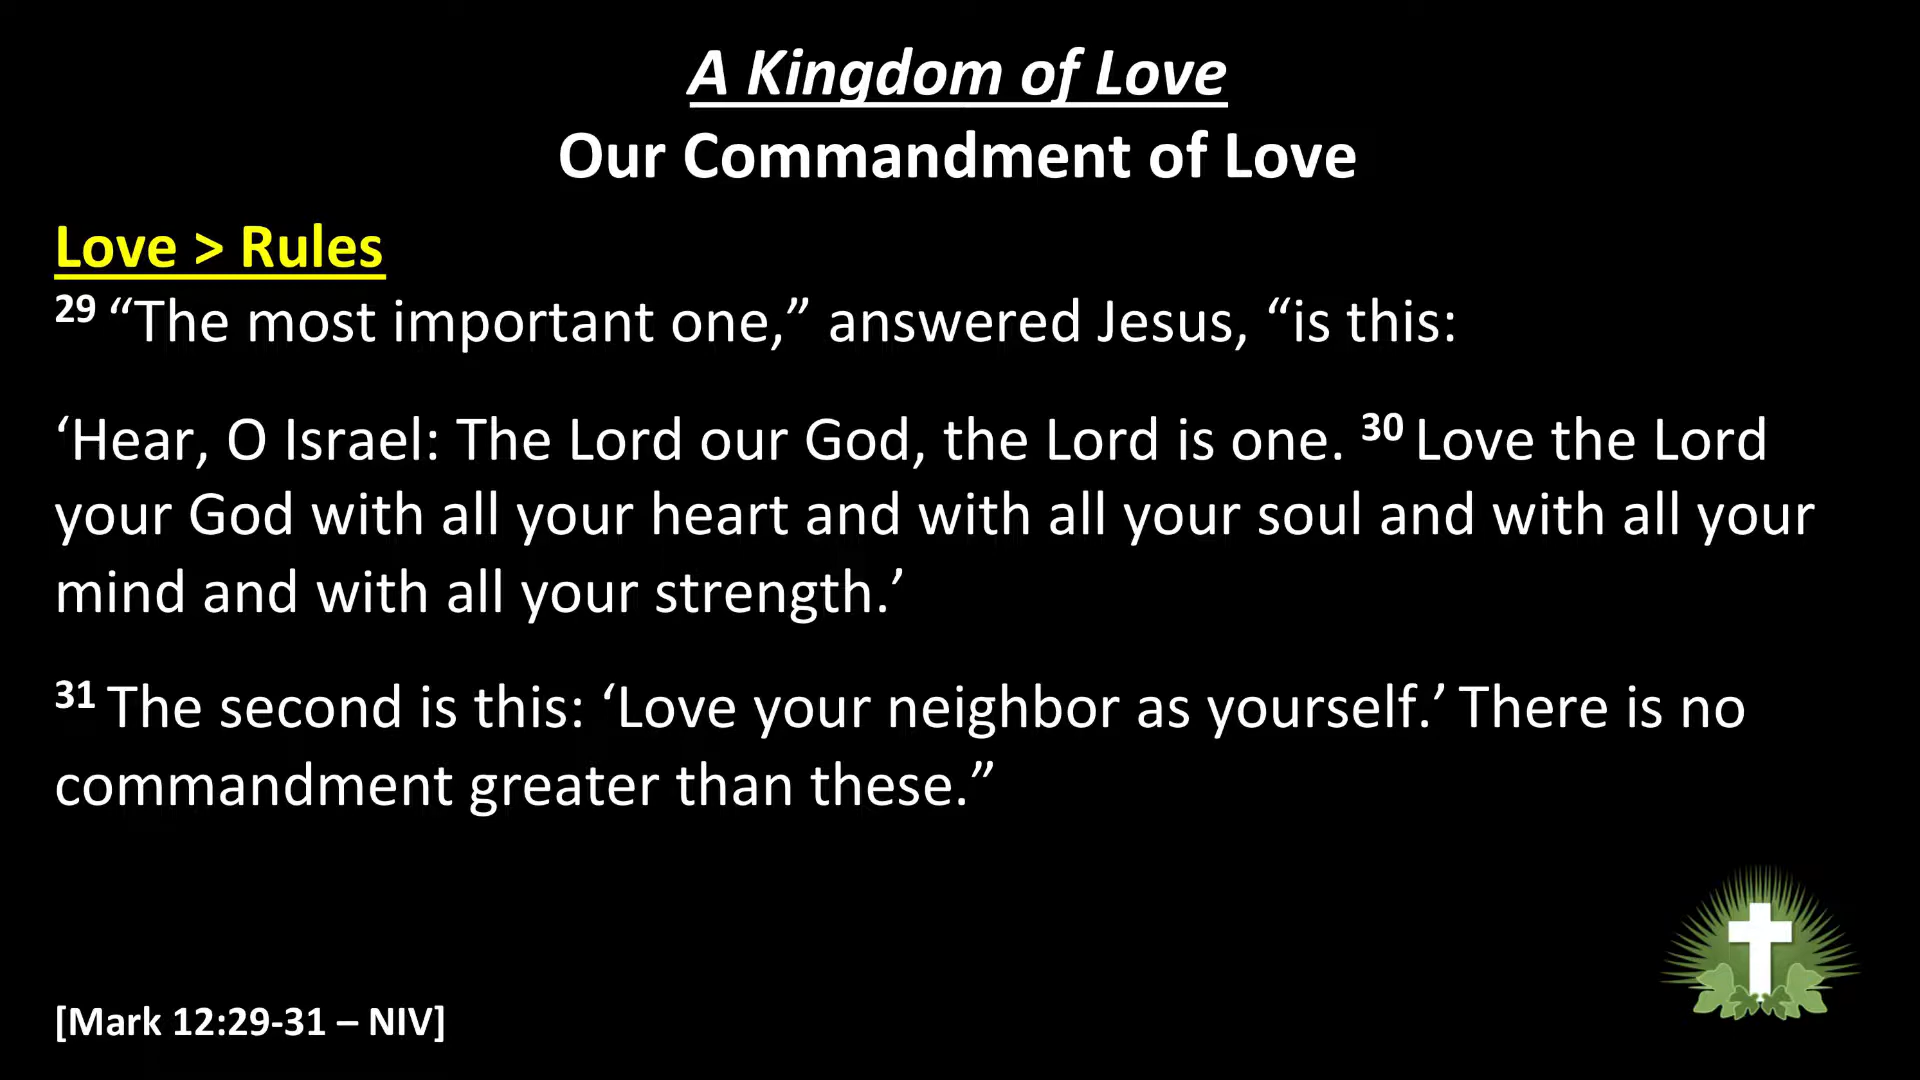 A Kingdom of Love
Our Commandment of Love
Love > Rules
29 “The most important one,” answered Jesus, “is this:
‘Hear, O Israel: The Lord our God, the Lord is one. 30 Love the Lord
your God with all your heart and with all your soul and with all your
mind and with all your strength.’
31 The second is this: ‘Love your neighbor as yourself.’ There is no
commandment greater than these.”
[Mark 12:29-31 – NIV]